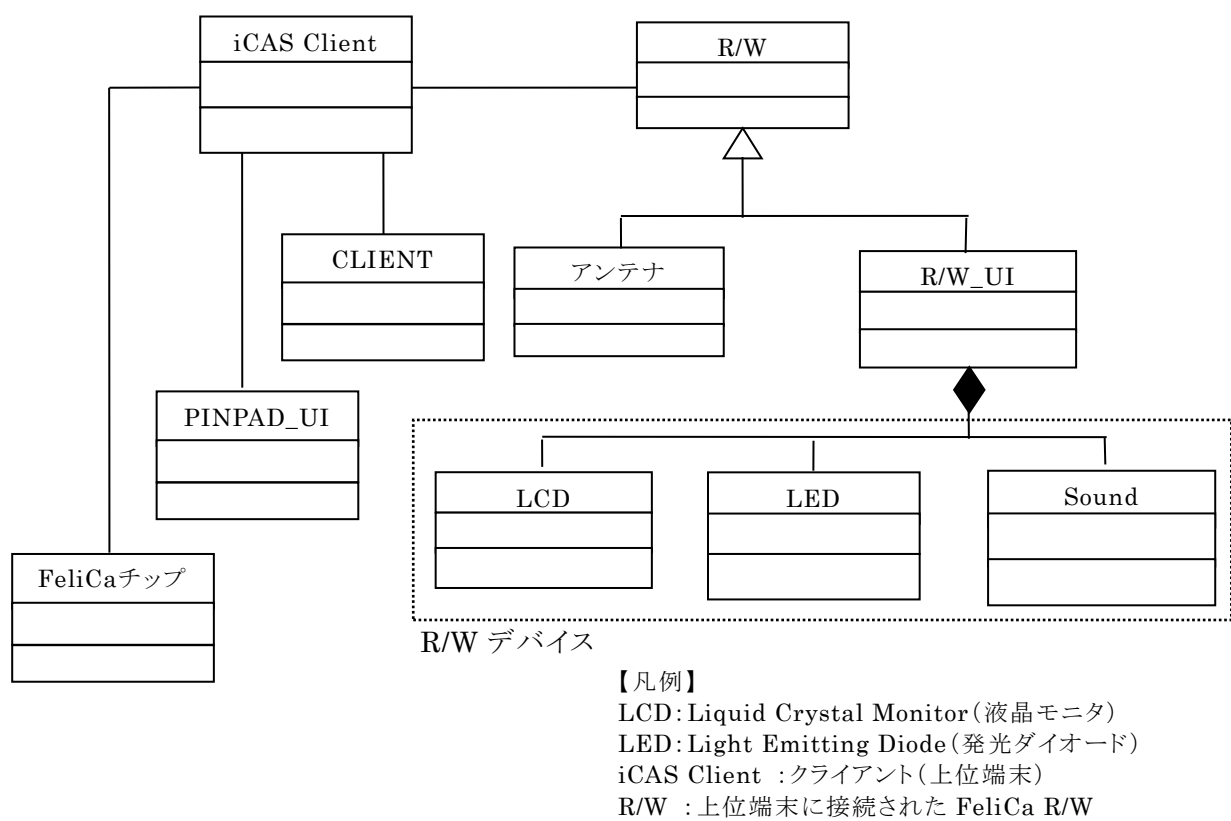 iCAS Client
R/W
CLIENT
アンテナ
R/W_UI
PINPAD_UI
LCD
LED
Sound
FeliCaチップ
R/W デバイス
【凡例】
LCD：Liquid Crystal Monitor（液晶モニタ）
LED：Light Emitting Diode（発光ダイオード）
iCAS Client ：クライアント（上位端末）
R/W ：上位端末に接続された FeliCa R/W